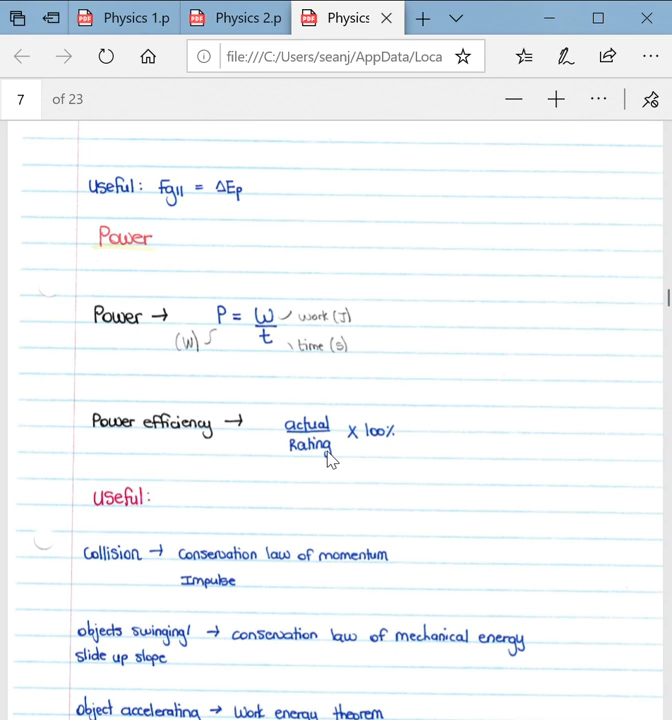 Physics 1.p
Physics 2.p
Physics
file:///C:/Users/seanj/AppData/Loca
7 of 23
Useful: Fg11 = ΔEp
Power
Power → P = W / t
work (J)
(W)
time (s)
Power efficiency → actual / Rating × 100%
useful:
Collision → conservation law of momentum
Impulse
objects swinging/ → conservation law of mechanical energy
slide up slope
object accelerating → work energy theorem